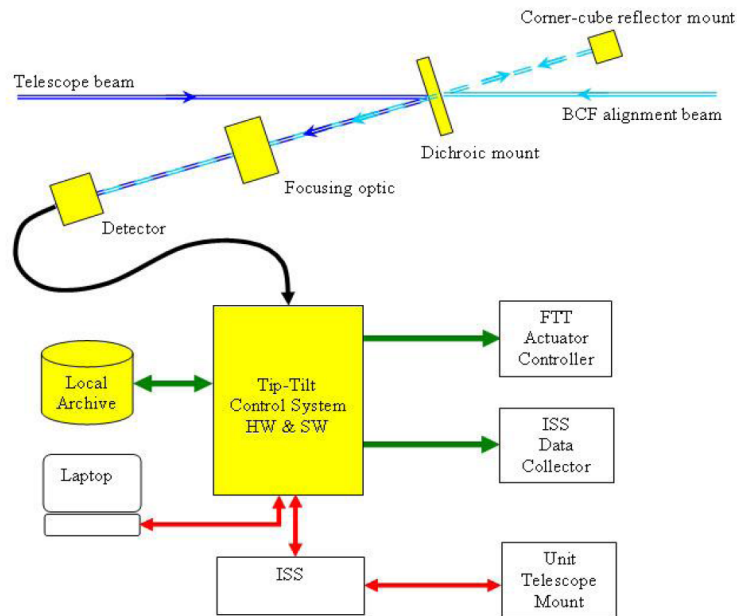 Corner-cube reflector mount
Telescope beam
BCF alignment beam
Dichroic mount
Focusing optic
Detector
FTT
Actuator
Controller
Local
Archive
Tip-Tilt
Control System
HW & SW
ISS
Data
Collector
Laptop
ISS
Unit
Telescope
Mount